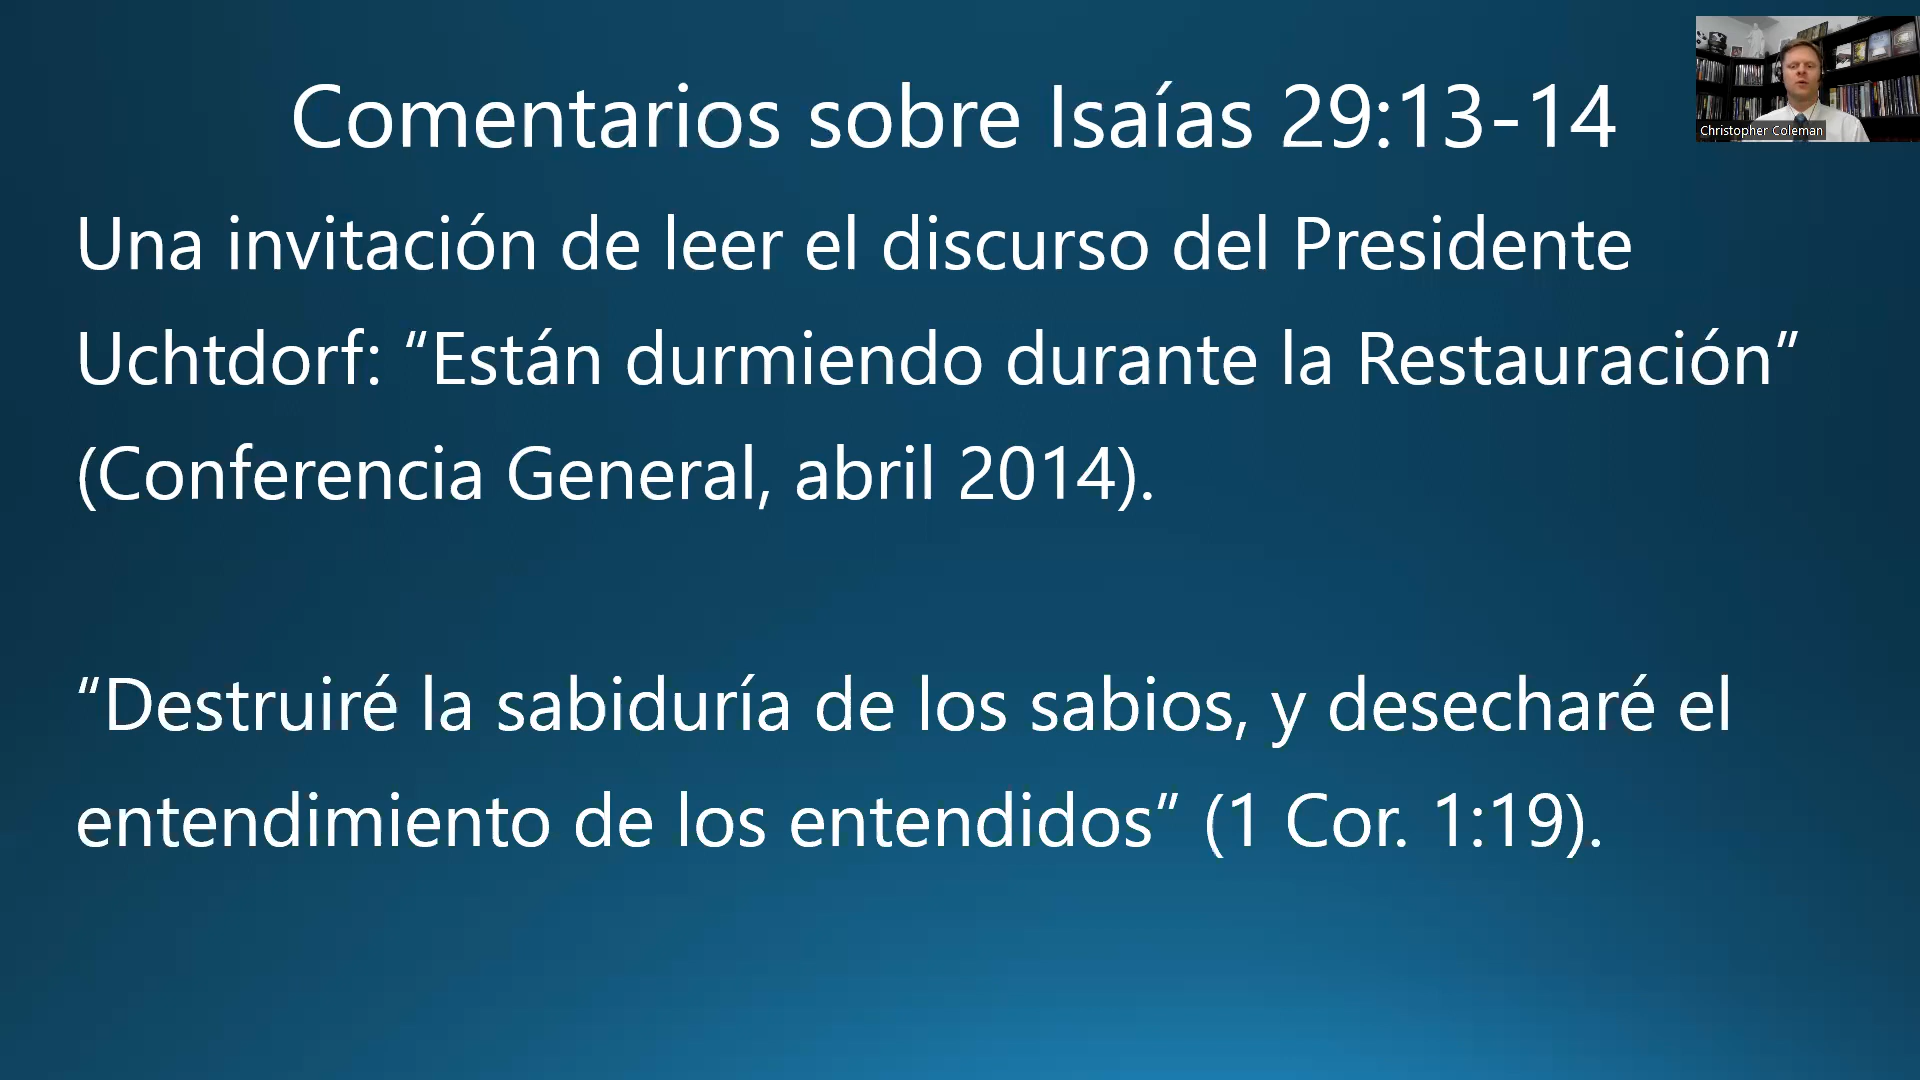 Comentarios sobre Isaías 29:13-14
Christopher Coleman
Una invitación de leer el discurso del Presidente
Uchtdorf: “Están durmiendo durante la Restauración”
(Conferencia General, abril 2014).
“Destruiré la sabiduría de los sabios, y desecharé el
entendimiento de los entendidos” (1 Cor. 1:19).